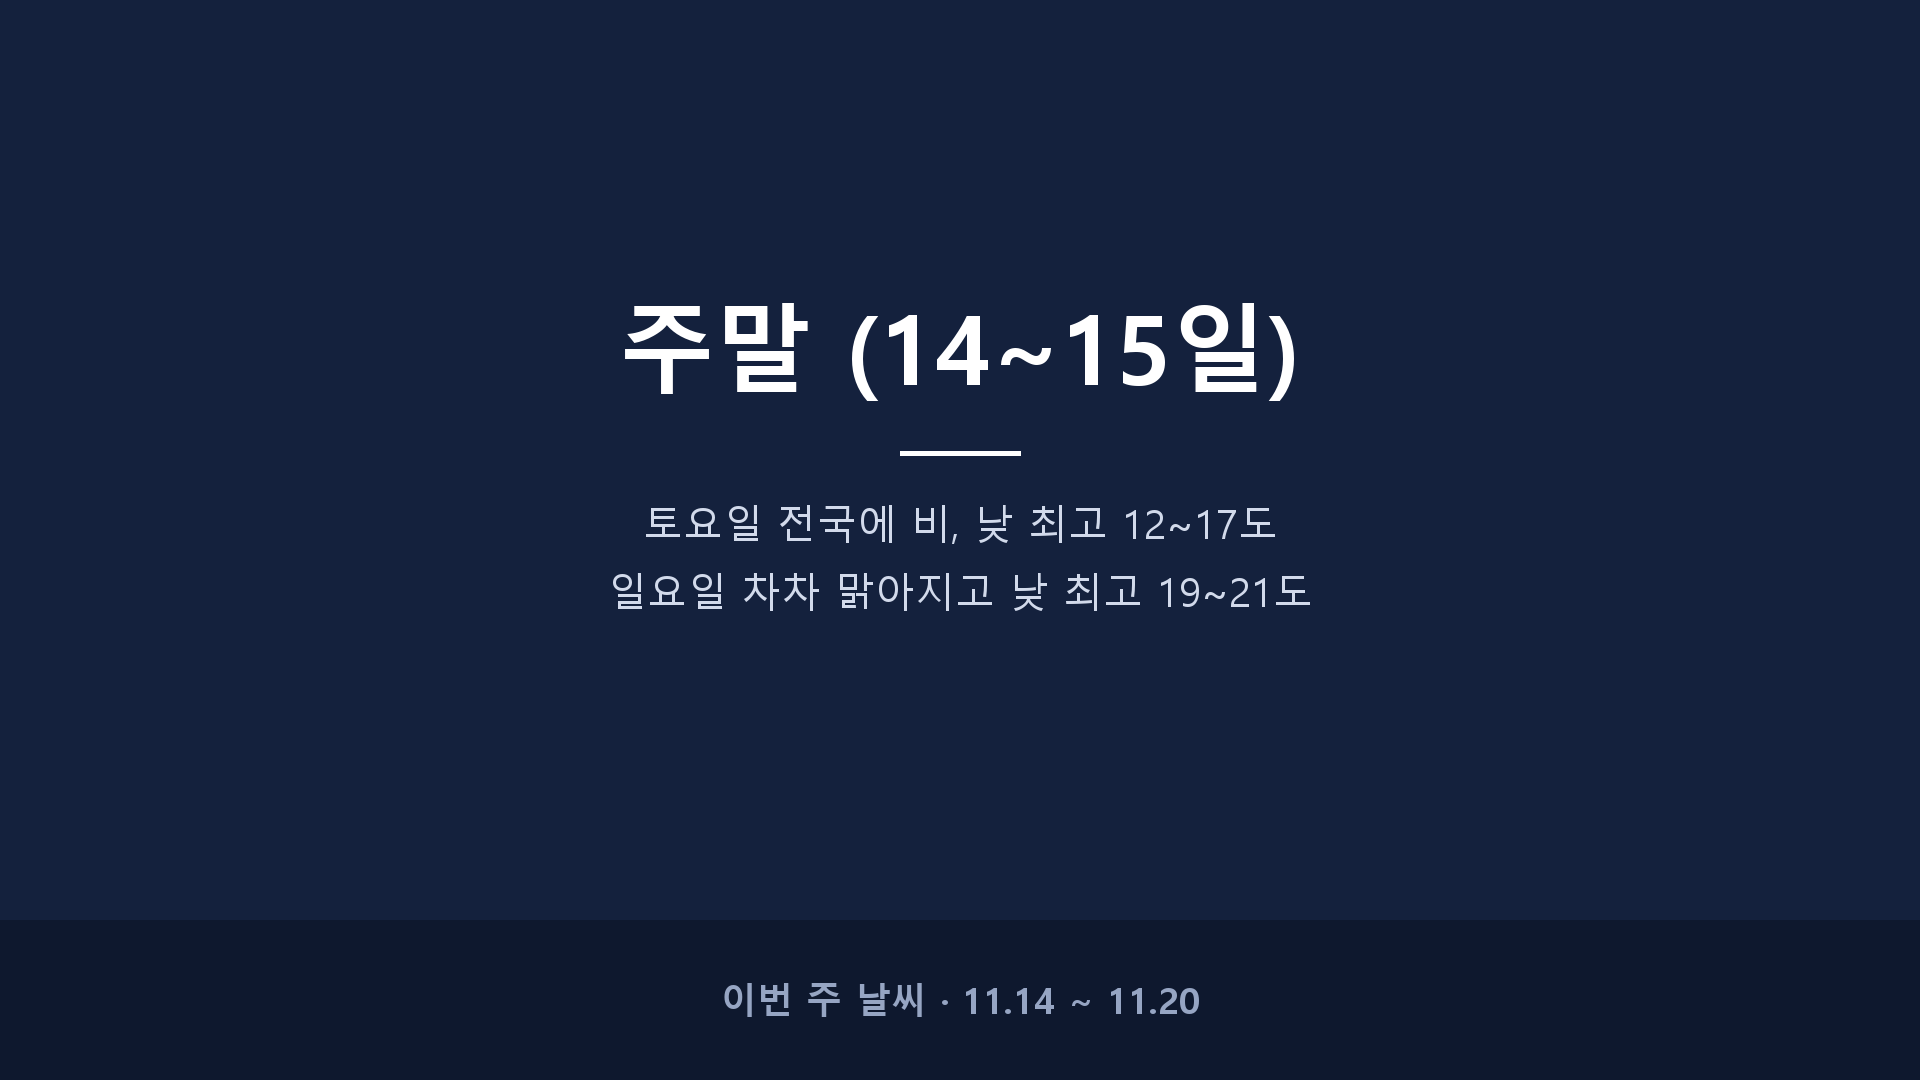 주말 (14~15일)
토요일 전국에 비, 낮 최고 12~17도
일요일 차차 맑아지고 낮 최고 19~21도
이번 주 날씨 · 11.14 ~ 11.20